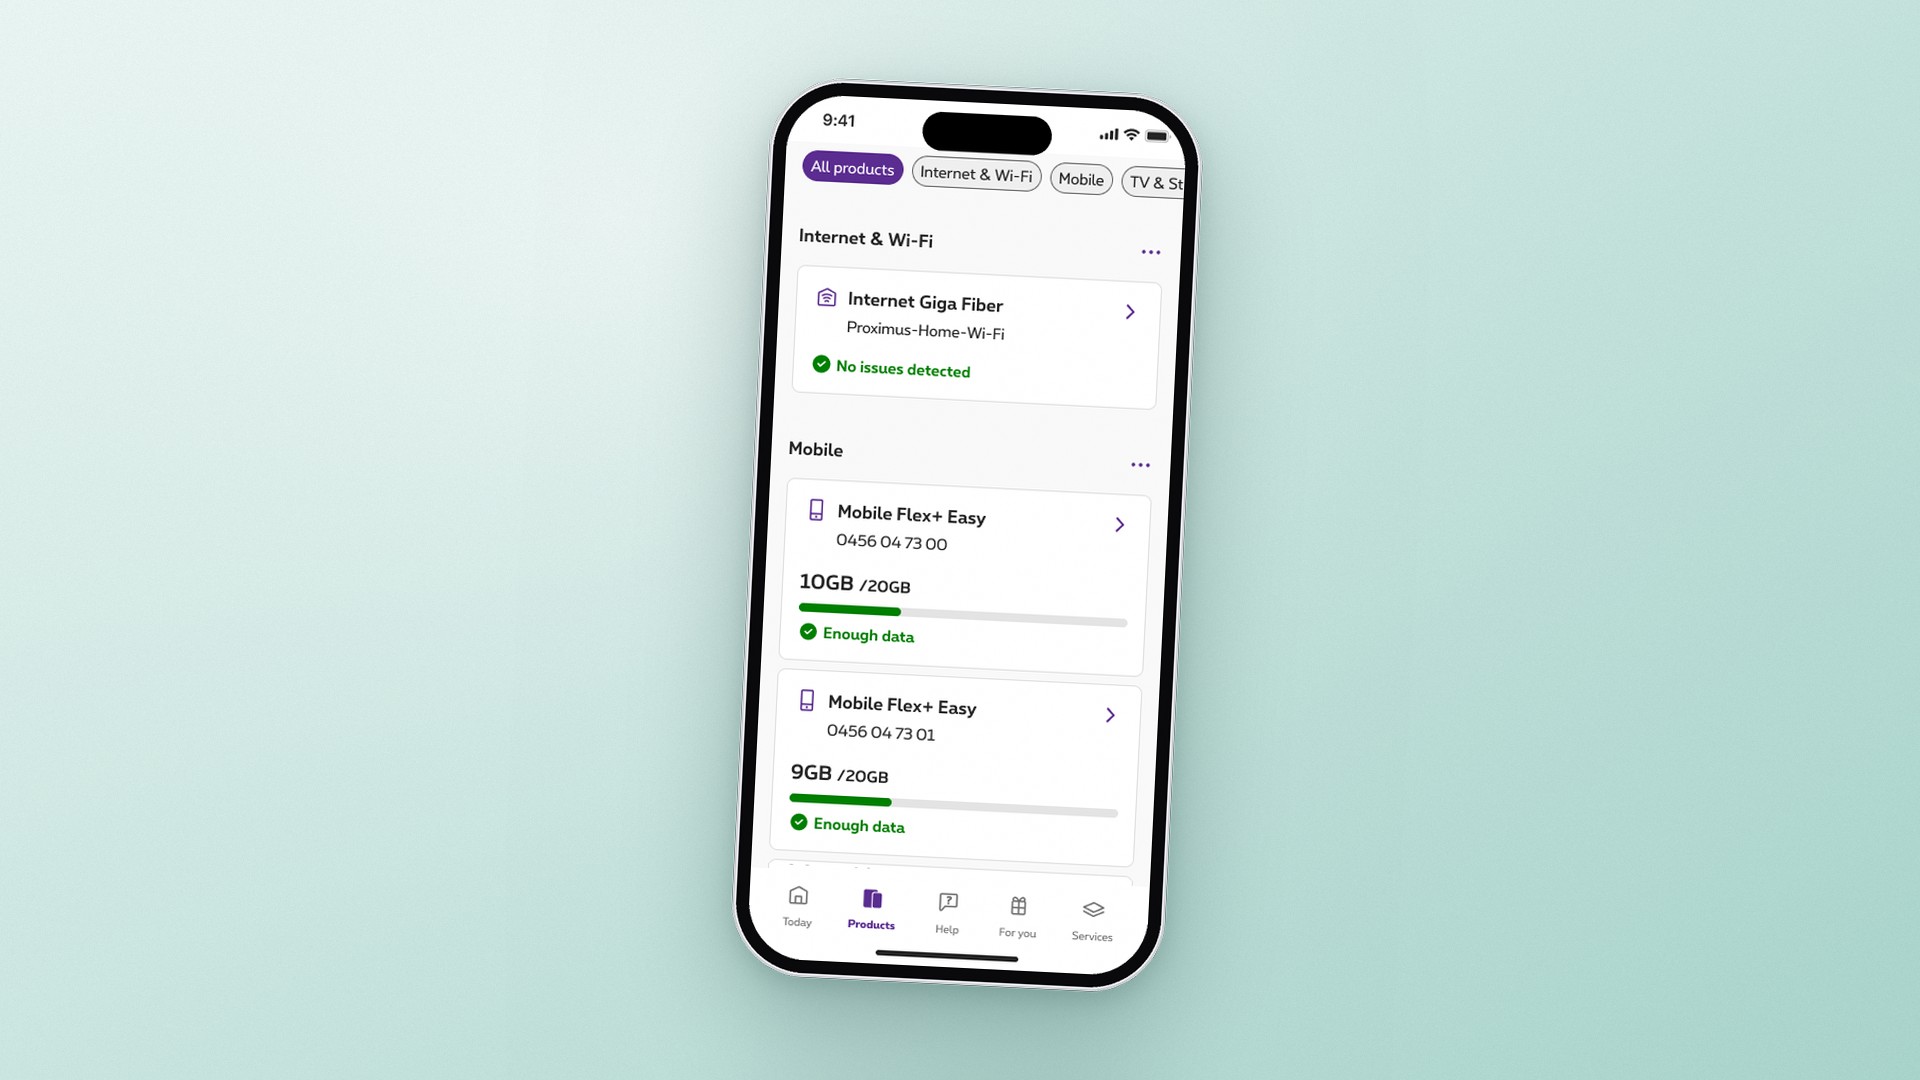 9:41
All products
Internet & Wi-Fi
Mobile
TV & St
Internet & Wi-Fi
Internet Giga Fiber
Proximus-Home-Wi-Fi
No issues detected
Mobile
Mobile Flex+ Easy
0456 04 73 00
10GB /20GB
Enough data
Mobile Flex+ Easy
0456 04 73 01
9GB /20GB
Enough data
Today
Products
Help
For you
Services